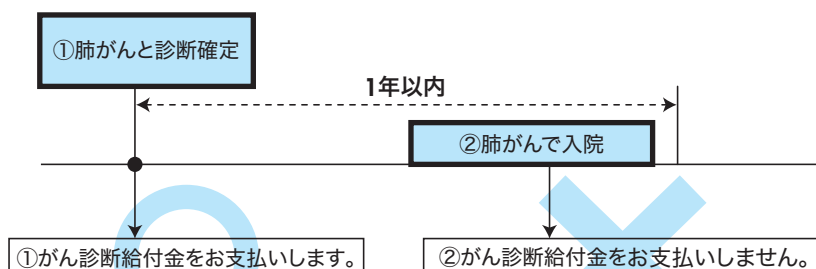 ①肺がんと診断確定
1年以内
②肺がんで入院
①がん診断給付金をお支払いします。
②がん診断給付金をお支払いしません。